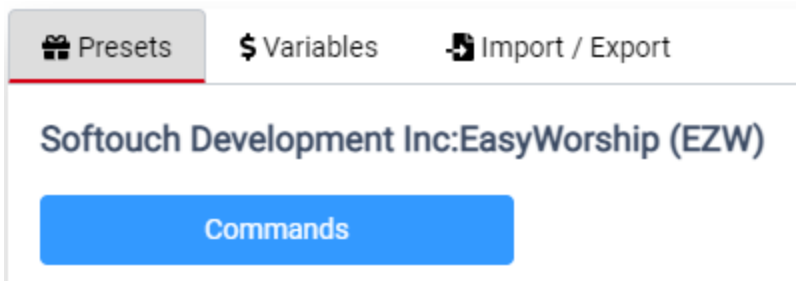 Presets
$ Variables
Import / Export
Softouch Development Inc:EasyWorship (EZW)
Commands